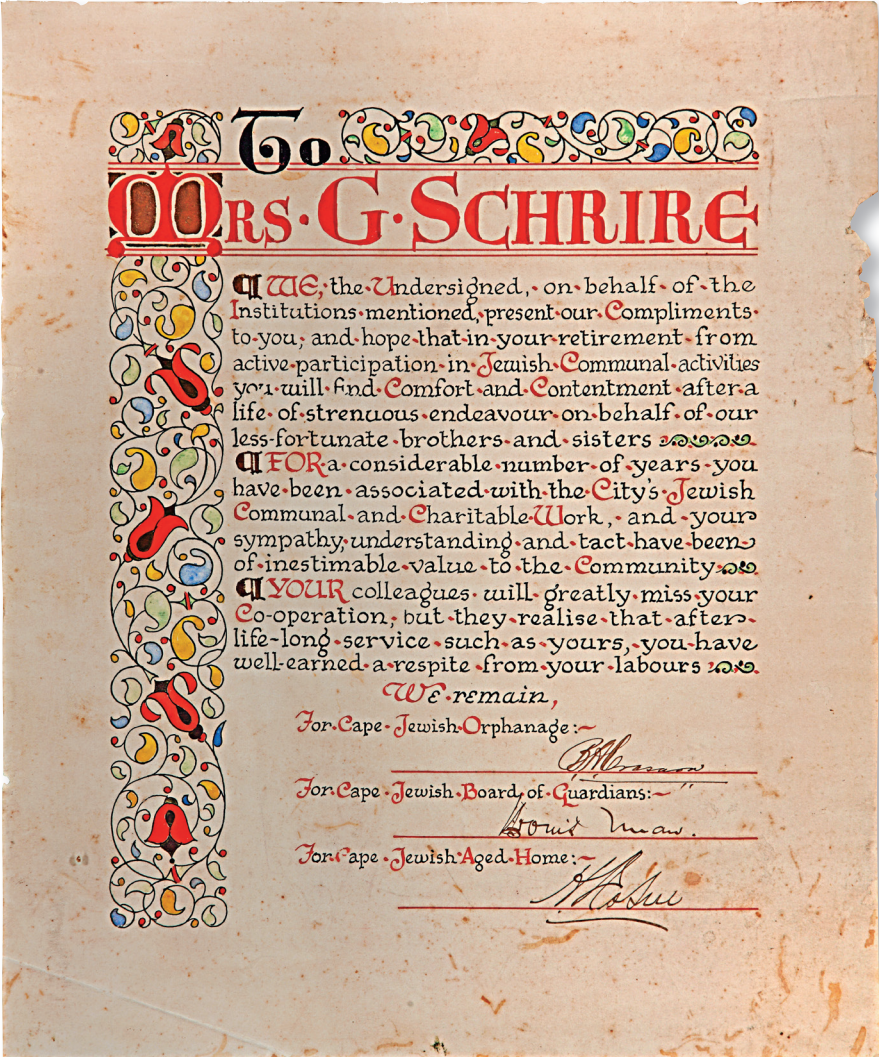 To
MRS·G·SCHRIRE
¶ WE, the Undersigned, on behalf of the
Institutions mentioned, present our Compliments
to you; and hope that in your retirement from
active participation in Jewish Communal activities
you will find Comfort and Contentment after a
life of strenuous endeavour on behalf of our
less-fortunate brothers and sisters
¶ FOR a considerable number of years you
have been associated with the City's Jewish
Communal and Charitable Work, and your
sympathy, understanding and tact have been
of inestimable value to the Community
¶ YOUR colleagues will greatly miss your
Co-operation, but they realise that after
life-long service such as yours, you have
well-earned a respite from your labours
WE remain,
For Cape Jewish Orphanage:~
For Cape Jewish Board of Guardians:~
Louis
For Cape Jewish Aged Home:~